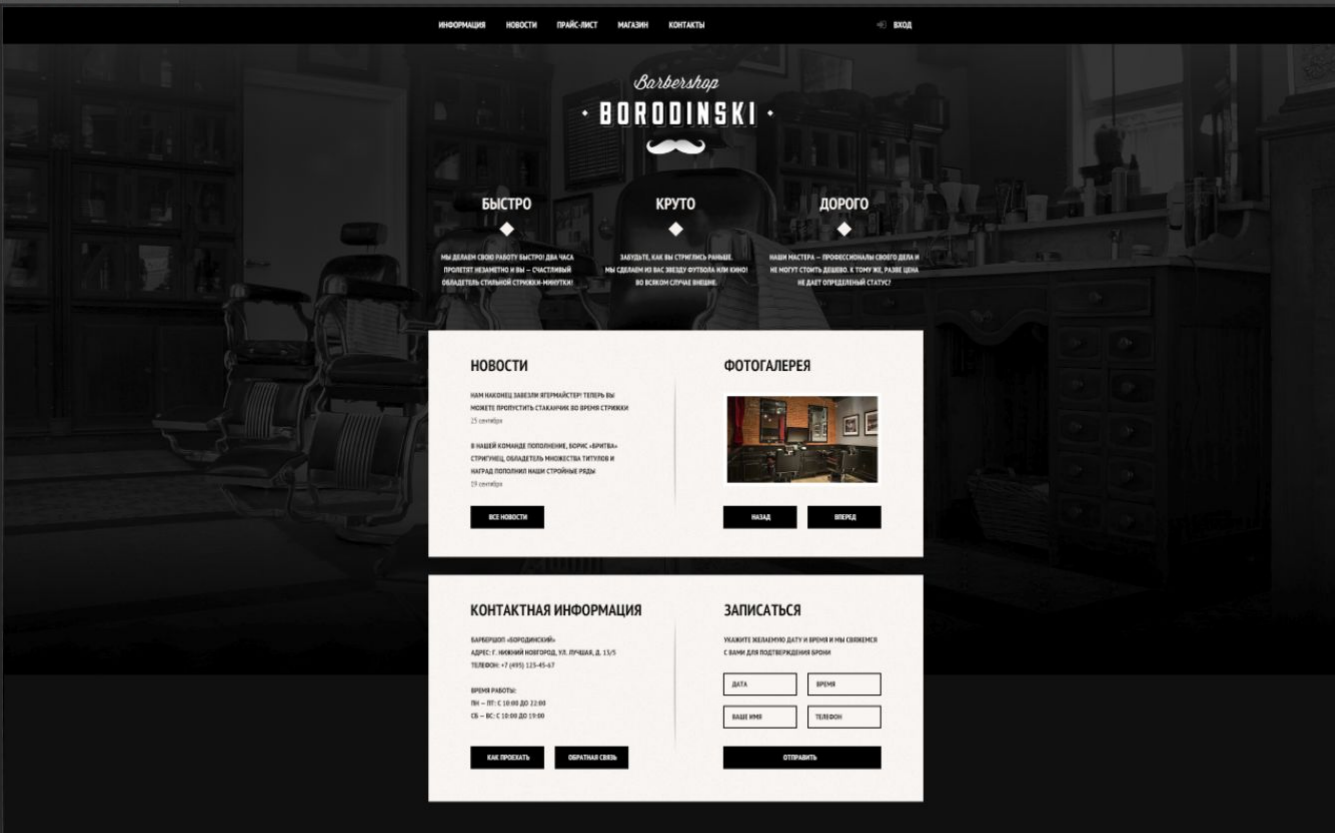 ИНФОРМАЦИЯ НОВОСТИ ПРАЙС-ЛИСТ МАГАЗИН КОНТАКТЫ ВХОД
Barbershop
BORODINSKI
БЫСТРО
МЫ ДЕЛАЕМ СВОЮ РАБОТУ БЫСТРО! ДВА ЧАСА
ПРОЛЕТЯТ НЕЗАМЕТНО И ВЫ — СЧАСТЛИВЫЙ
ОБЛАДАТЕЛЬ СТИЛЬНОЙ СТРИЖКИ-МИНУТКИ!
КРУТО
ЗАБУДЬТЕ, КАК ВЫ СТРИГЛИСЬ РАНЬШЕ.
МЫ СДЕЛАЕМ ИЗ ВАС ЗВЕЗДУ ФУТБОЛА ИЛИ КИНО!
ВО ВСЯКОМ СЛУЧАЕ ВНЕШНЕ.
ДОРОГО
НАШИ МАСТЕРА — ПРОФЕССИОНАЛЫ СВОЕГО ДЕЛА И
НЕ МОГУТ СТОИТЬ ДЕШЕВО. К ТОМУ ЖЕ, РАЗВЕ ЦЕНА
НЕ ДАЕТ ОПРЕДЕЛЕНЫЙ СТАТУС?
НОВОСТИ
НАМ НАКОНЕЦ ЗАВЕЗЛИ ЯГЕРМАЙСТЕР! ТЕПЕРЬ ВЫ
МОЖЕТЕ ПРОПУСТИТЬ СТАКАНЧИК ВО ВРЕМЯ СТРИЖКИ
25 сентября
В НАШЕЙ КОМАНДЕ ПОПОЛНЕНИЕ, БОРИС «БРИТВА»
СТРИГУНЕЦ, ОБЛАДАТЕЛЬ МНОЖЕСТВА ТИТУЛОВ И
НАГРАД ПОПОЛНИЛ НАШИ СТРОЙНЫЕ РЯДЫ
19 сентября
ВСЕ НОВОСТИ
ФОТОГАЛЕРЕЯ
НАЗАД ВПЕРЕД
КОНТАКТНАЯ ИНФОРМАЦИЯ
БАРБЕРШОП «БОРОДИНСКИЙ»
АДРЕС: Г. НИЖНИЙ НОВГОРОД, УЛ. ЛУЧШАЯ, Д. 13/5
ТЕЛЕФОН: +7 (495) 123-45-67
ВРЕМЯ РАБОТЫ:
ПН — ПТ: С 10:00 ДО 22:00
СБ — ВС: С 10:00 ДО 19:00
КАК ПРОЕХАТЬ ОБРАТНАЯ СВЯЗЬ
ЗАПИСАТЬСЯ
УКАЖИТЕ ЖЕЛАЕМУЮ ДАТУ И ВРЕМЯ И МЫ СВЯЖЕМСЯ
С ВАМИ ДЛЯ ПОДТВЕРЖДЕНИЯ БРОНИ
ДАТА ВРЕМЯ
ВАШЕ ИМЯ ТЕЛЕФОН
ОТПРАВИТЬ